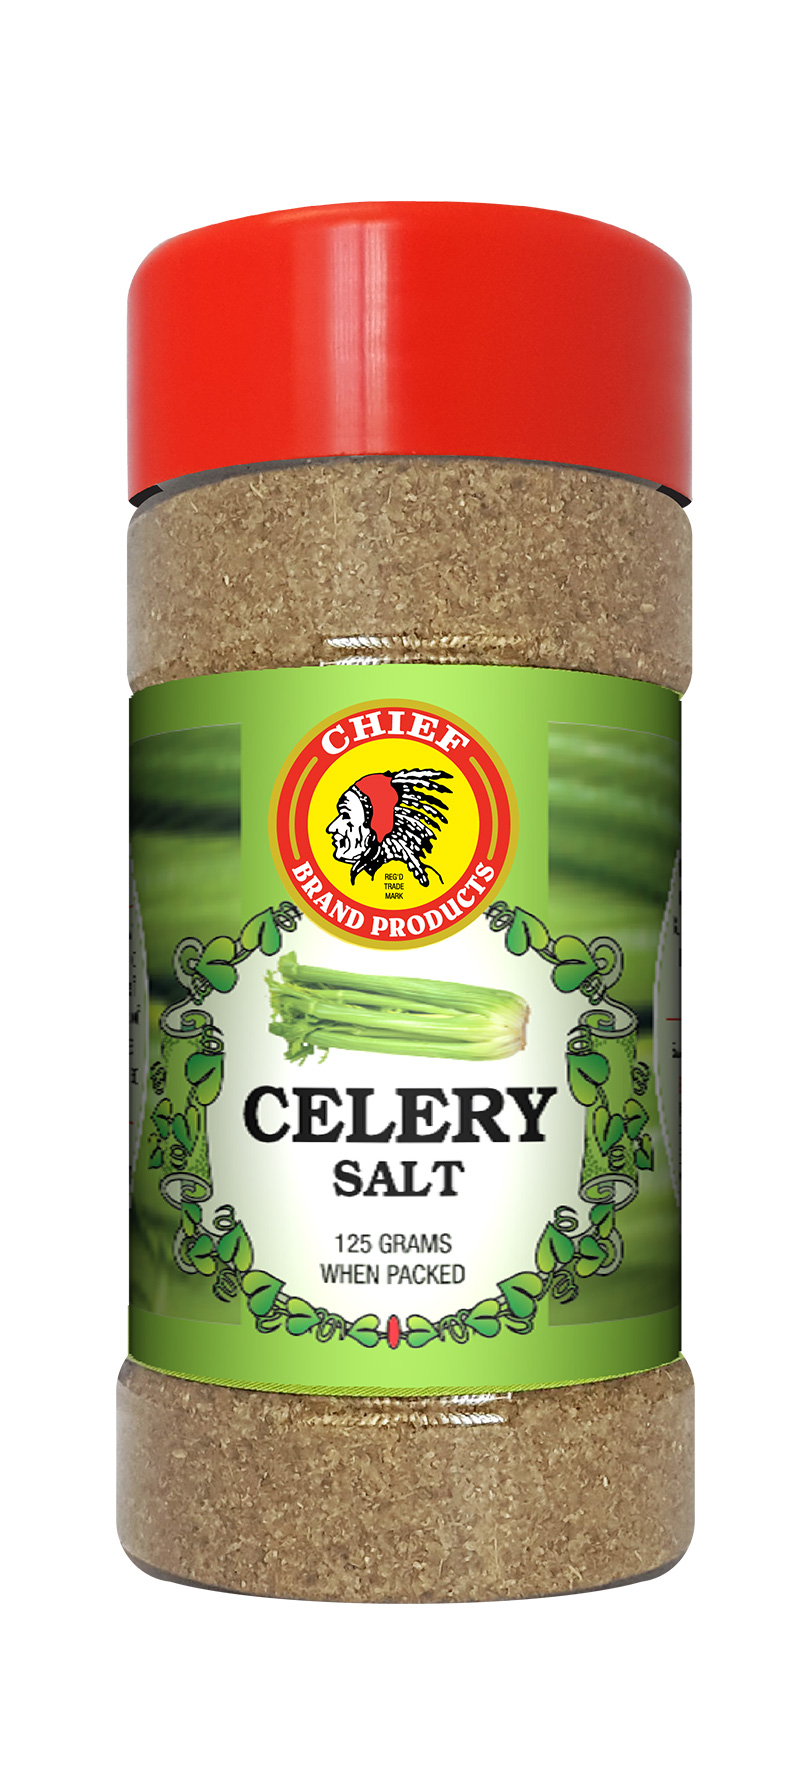 CHIEF
REG'D
TRADE
MARK
BRAND PRODUCTS
CELERY
SALT
125 GRAMS
WHEN PACKED